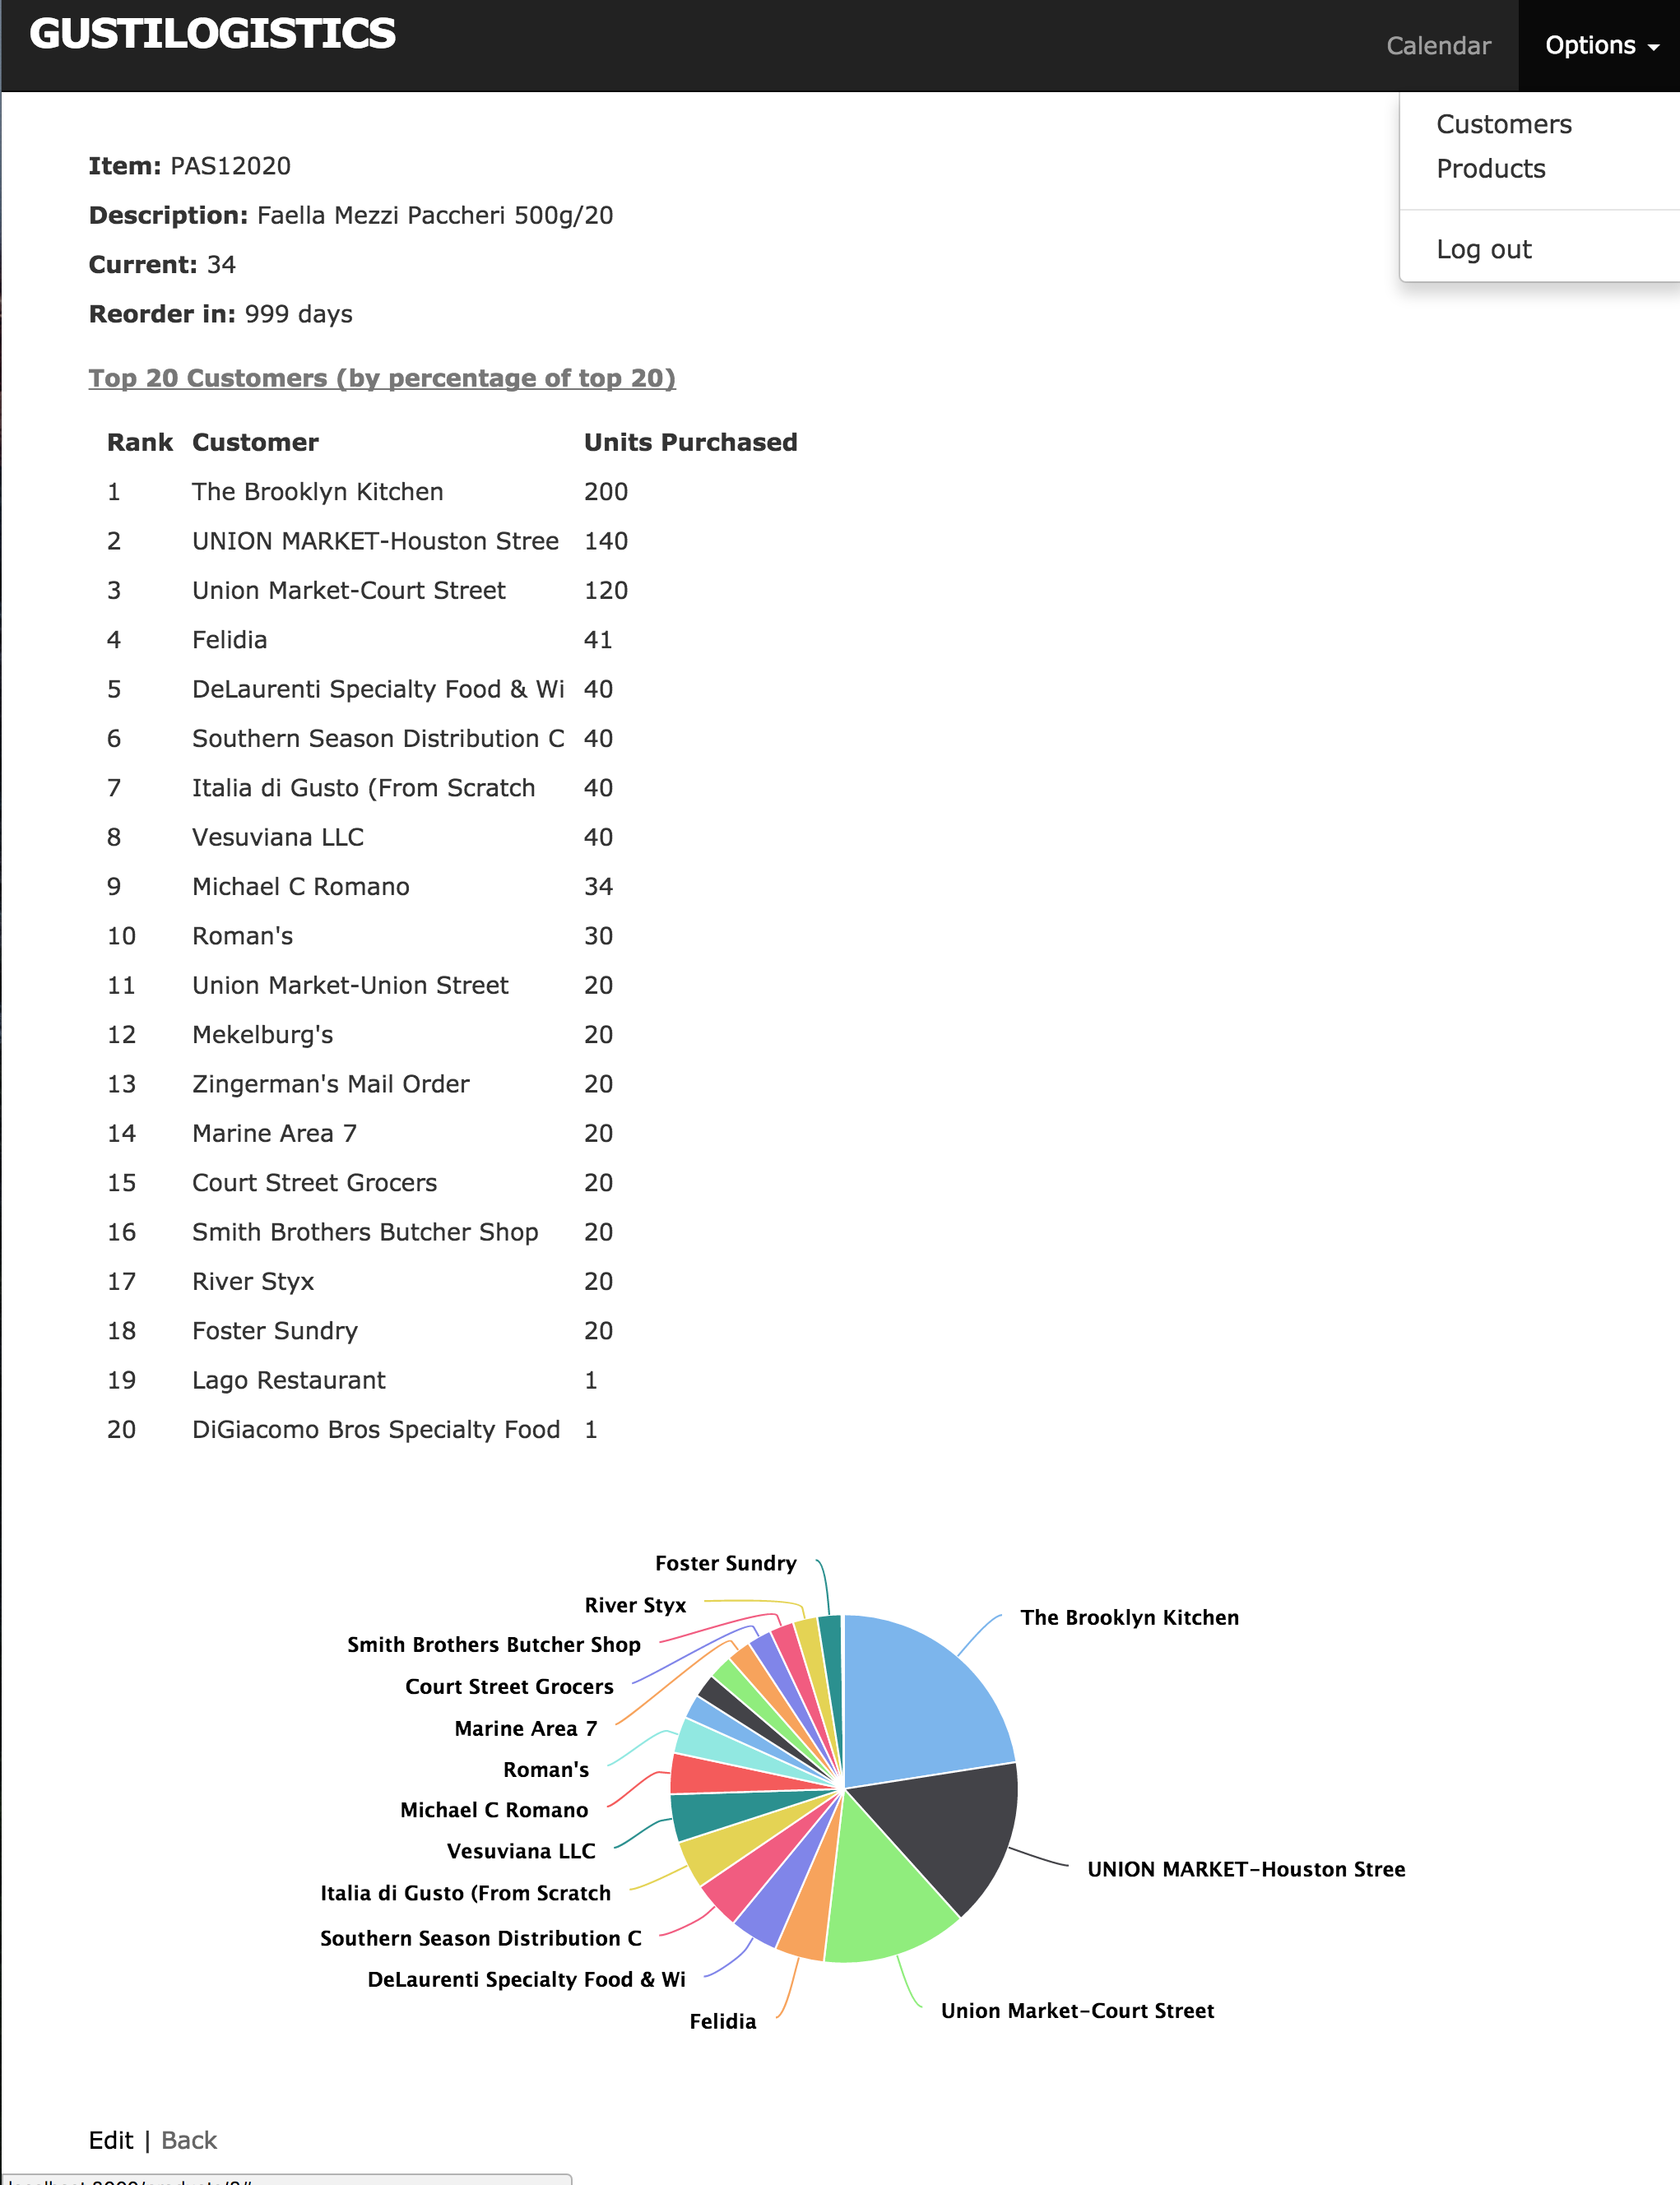 GUSTILOGISTICS
Calendar
Options
Customers
Products
Log out
Item: PAS12020
Description: Faella Mezzi Paccheri 500g/20
Current: 34
Reorder in: 999 days
Top 20 Customers (by percentage of top 20)
Rank Customer Units Purchased
1 The Brooklyn Kitchen 200
2 UNION MARKET-Houston Stree 140
3 Union Market-Court Street 120
4 Felidia 41
5 DeLaurenti Specialty Food & Wi 40
6 Southern Season Distribution C 40
7 Italia di Gusto (From Scratch 40
8 Vesuviana LLC 40
9 Michael C Romano 34
10 Roman's 30
11 Union Market-Union Street 20
12 Mekelburg's 20
13 Zingerman's Mail Order 20
14 Marine Area 7 20
15 Court Street Grocers 20
16 Smith Brothers Butcher Shop 20
17 River Styx 20
18 Foster Sundry 20
19 Lago Restaurant 1
20 DiGiacomo Bros Specialty Food 1
Foster Sundry
River Styx
The Brooklyn Kitchen
Smith Brothers Butcher Shop
Court Street Grocers
Marine Area 7
Roman's
Michael C Romano
Vesuviana LLC
UNION MARKET-Houston Stree
Italia di Gusto (From Scratch
Southern Season Distribution C
DeLaurenti Specialty Food & Wi
Union Market-Court Street
Felidia
Edit | Back